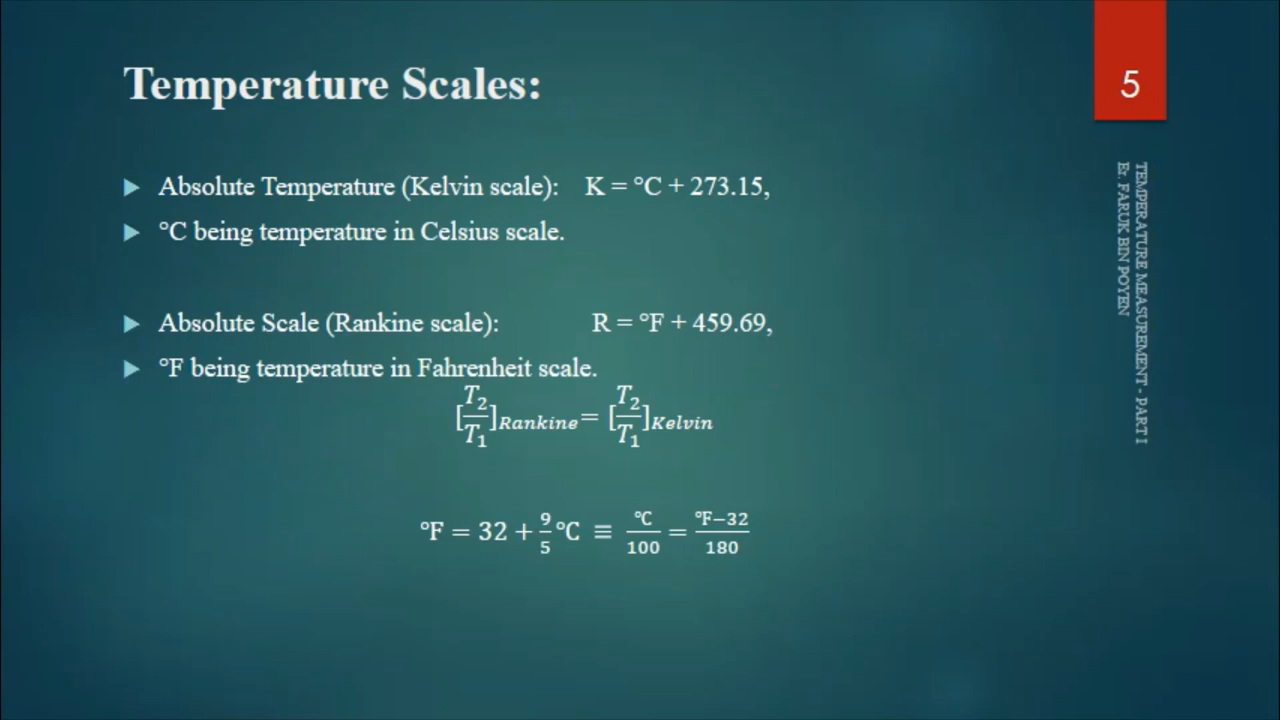 Temperature Scales:
5
Absolute Temperature (Kelvin scale): K = °C + 273.15,
°C being temperature in Celsius scale.
Absolute Scale (Rankine scale): R = °F + 459.69,
°F being temperature in Fahrenheit scale.
[T₂/T₁]Rankine = [T₂/T₁]Kelvin
°F = 32 + 9/5 °C ≡ °C/100 = °F−32/180
TEMPERATURE MEASUREMENT - PART I
Er. FARUK BIN POYEN